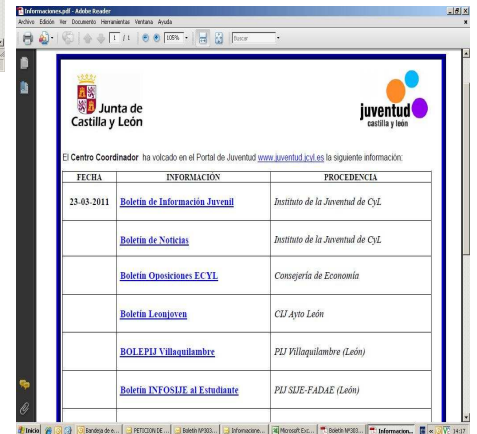 Informaciones.pdf - Adobe Reader
Archivo Edición Ver Documento Herramientas Ventana Ayuda
1 / 1 105% Buscar
Junta de
Castilla y León
juventud
castilla y león
El Centro Coordinador ha volcado en el Portal de Juventud www.juventud.jcyl.es la siguiente información:
FECHA INFORMACIÓN PROCEDENCIA
23-03-2011 Boletín de Información Juvenil Instituto de la Juventud de CyL
Boletín de Noticias Instituto de la Juventud de CyL
Boletín Oposiciones ECYL Consejería de Economía
Boletín Leonjoven CIJ Ayto León
BOLEPIJ Villaquilambre PIJ Villaquilambre (León)
Boletín INFOSIJE al Estudiante PIJ SIJE-FADAE (León)
Inicio Bandeja de e... PETICION DE ... Boletín Nº303... Informacione... Microsoft Exc... Boletín Nº303... Informacion... 14:17